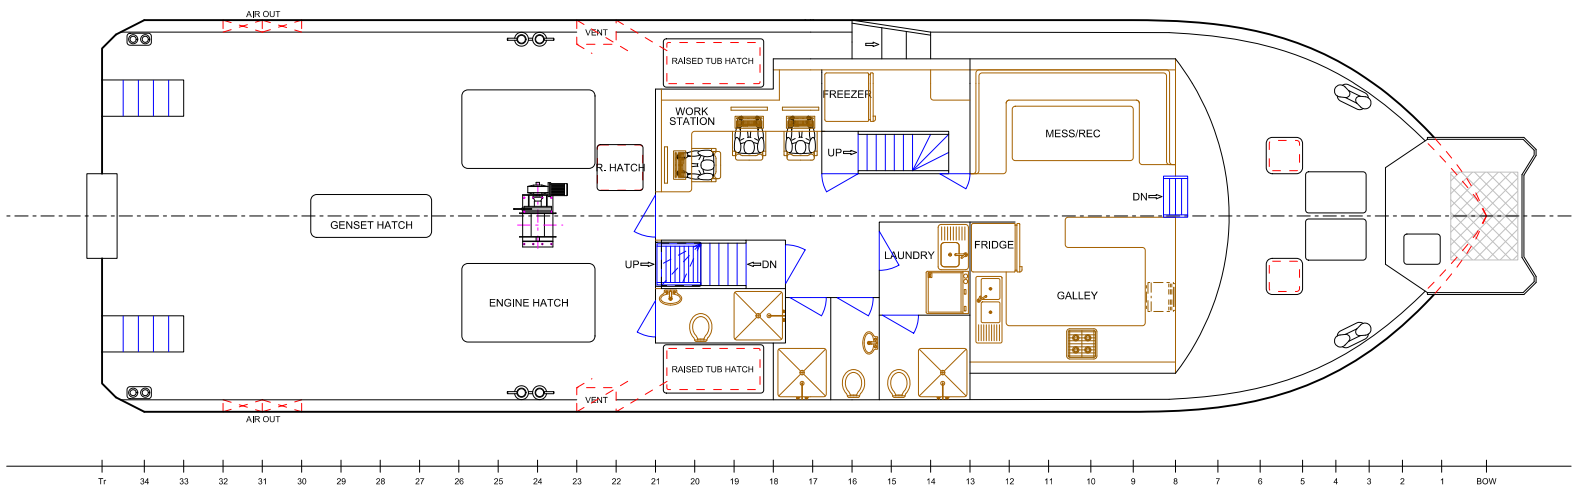 AIR OUT
VENT
RAISED TUB HATCH
WORK
STATION
FREEZER
MESS/REC
UP
R. HATCH
DN
GENSET HATCH
LAUNDRY
FRIDGE
UP
DN
ENGINE HATCH
GALLEY
RAISED TUB HATCH
VENT
AIR OUT
Tr 34 33 32 31 30 29 28 27 26 25 24 23 22 21 20 19 18 17 16 15 14 13 12 11 10 9 8 7 6 5 4 3 2 1 BOW